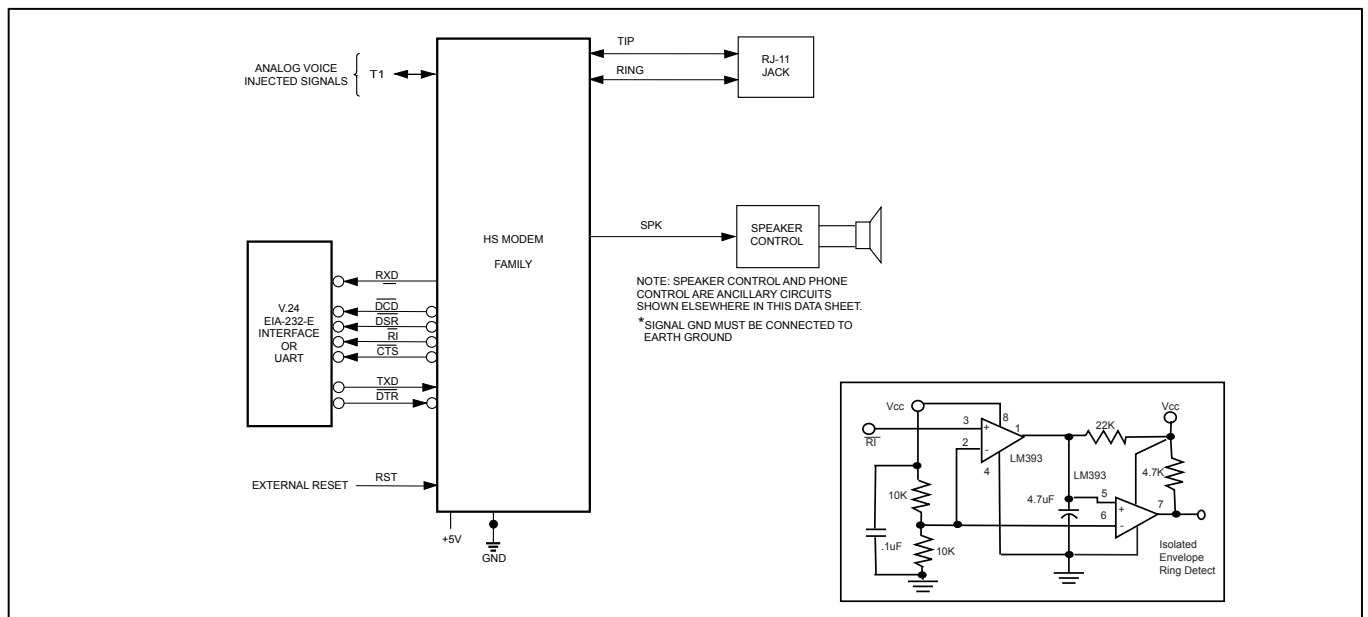 ANALOG VOICE
INJECTED SIGNALS
T1
TIP
RING
RJ-11
JACK
HS MODEM
FAMILY
SPK
SPEAKER
CONTROL
NOTE: SPEAKER CONTROL AND PHONE
CONTROL ARE ANCILLARY CIRCUITS
SHOWN ELSEWHERE IN THIS DATA SHEET.
*SIGNAL GND MUST BE CONNECTED TO
EARTH GROUND
V.24
EIA-232-E
INTERFACE
OR
UART
RXD
DCD
DSR
RI
CTS
TXD
DTR
EXTERNAL RESET
RST
+5V
GND
Vcc
RI
3
+
2
-
8
1
4
LM393
22K
Vcc
4.7K
LM393
4.7uF
5
+
6
-
7
10K
10K
.1uF
Isolated
Envelope
Ring Detect